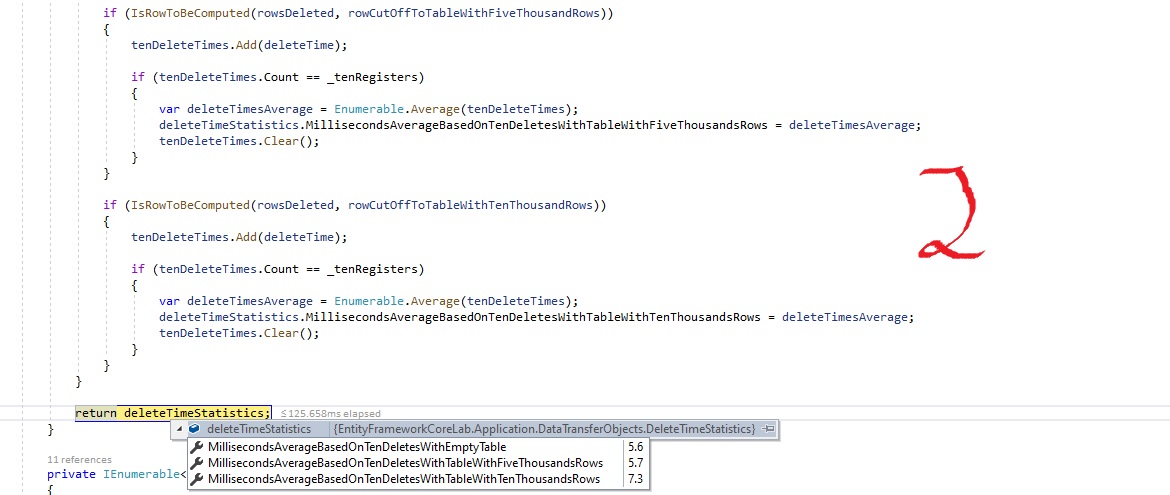 if (IsRowToBeComputed(rowsDeleted, rowCutOffToTableWithFiveThousandRows))
{
tenDeleteTimes.Add(deleteTime);
if (tenDeleteTimes.Count == _tenRegisters)
{
var deleteTimesAverage = Enumerable.Average(tenDeleteTimes);
deleteTimeStatistics.MillisecondsAverageBasedOnTenDeletesWithTableWithFiveThousandsRows = deleteTimesAverage;
tenDeleteTimes.Clear();
}
}
if (IsRowToBeComputed(rowsDeleted, rowCutOffToTableWithTenThousandRows))
{
tenDeleteTimes.Add(deleteTime);
if (tenDeleteTimes.Count == _tenRegisters)
{
var deleteTimesAverage = Enumerable.Average(tenDeleteTimes);
deleteTimeStatistics.MillisecondsAverageBasedOnTenDeletesWithTableWithTenThousandsRows = deleteTimesAverage;
tenDeleteTimes.Clear();
}
}
}
2
return deleteTimeStatistics; ≤125.658ms elapsed
}
deleteTimeStatistics {EntityFrameworkCoreLab.Application.DataTransferObjects.DeleteTimeStatistics}
MillisecondsAverageBasedOnTenDeletesWithEmptyTable 5.6
MillisecondsAverageBasedOnTenDeletesWithTableWithFiveThousandsRows 5.7
MillisecondsAverageBasedOnTenDeletesWithTableWithTenThousandsRows 7.3
11 references
private IEnumerable<
{